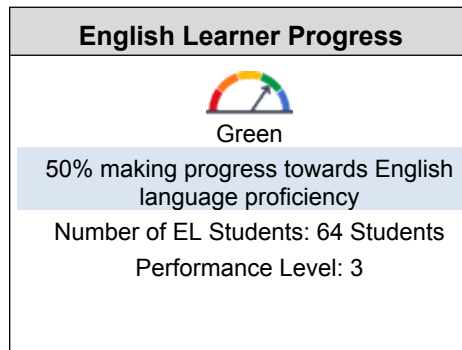 English Learner Progress
Green
50% making progress towards English
language proficiency
Number of EL Students: 64 Students
Performance Level: 3